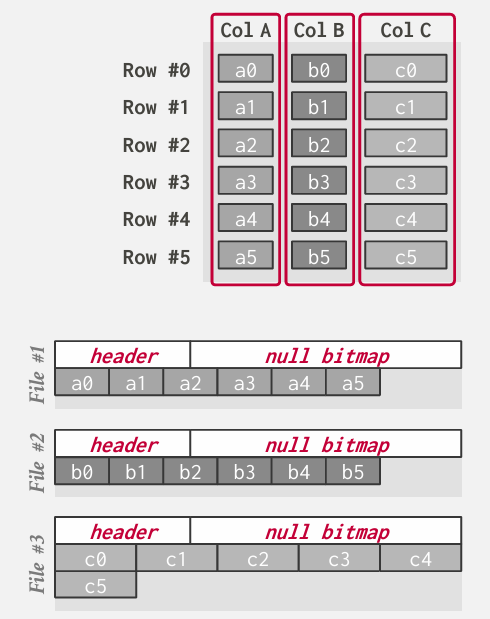 Col A Col B Col C
Row #0 a0 b0 c0
Row #1 a1 b1 c1
Row #2 a2 b2 c2
Row #3 a3 b3 c3
Row #4 a4 b4 c4
Row #5 a5 b5 c5
File #1
header null bitmap
a0 a1 a2 a3 a4 a5
File #2
header null bitmap
b0 b1 b2 b3 b4 b5
File #3
header null bitmap
c0 c1 c2 c3 c4
c5